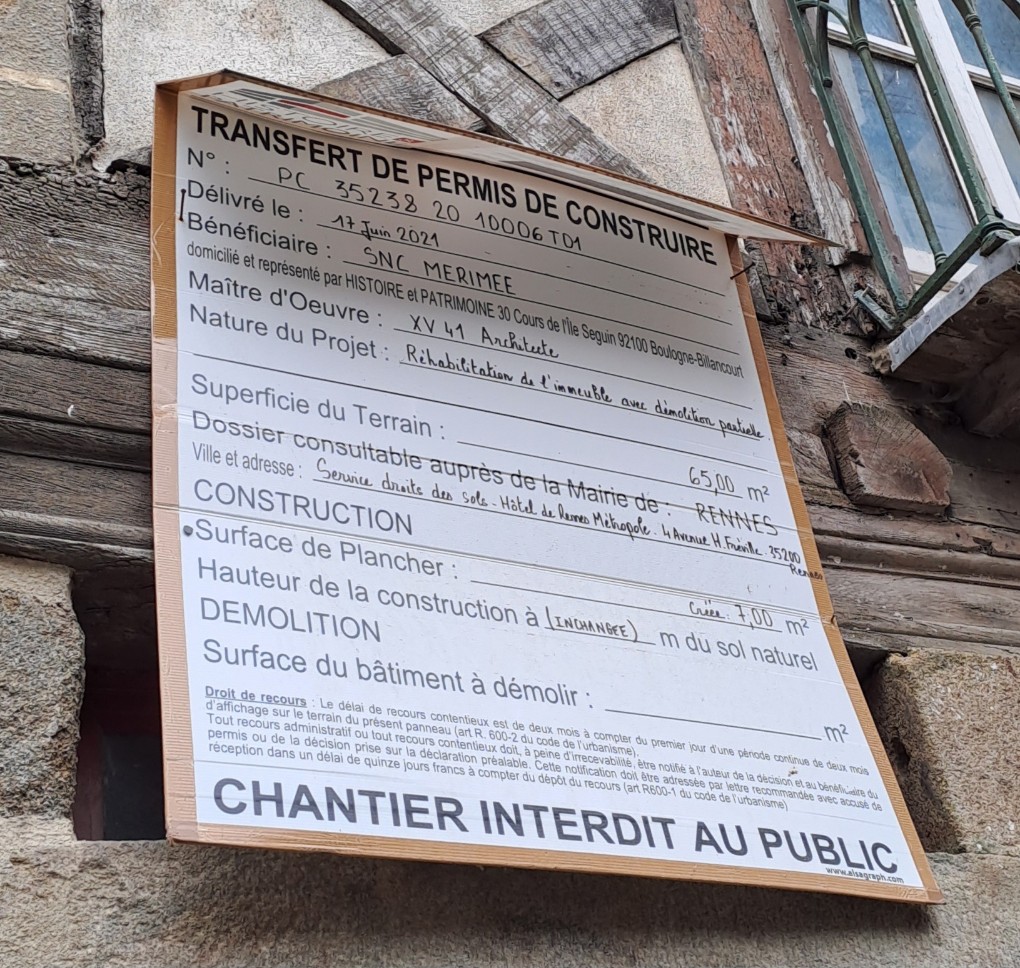 TRANSFERT DE PERMIS DE CONSTRUIRE
N° : PC 35238 20 10006 T01
Délivré le : 17 Juin 2021
Bénéficiaire : SNC MERIMEE
domicilié et représenté par HISTOIRE et PATRIMOINE 30 Cours de l'Île Seguin 92100 Boulogne-Billancourt
Maître d'Oeuvre : XV 41 Architecte
Nature du Projet : Réhabilitation de l'immeuble avec démolition partielle
Superficie du Terrain : 65,00 m²
Dossier consultable auprès de la Mairie de : RENNES
Ville et adresse : Service droits des sols - Hôtel de Rennes Métropole. 4 Avenue H. Fréville. 35200 Rennes
CONSTRUCTION
Surface de Plancher : Créée : 7,00 m²
Hauteur de la construction à (INCHANGEE) m du sol naturel
DEMOLITION
Surface du bâtiment à démolir : m²
Droit de recours : Le délai de recours contentieux est de deux mois à compter du premier jour d'une période continue de deux mois
d'affichage sur le terrain du présent panneau (art R. 600-2 du code de l'urbanisme).
Tout recours administratif ou tout recours contentieux doit, à peine d'irrecevabilité, être notifié à l'auteur de la décision et au bénéficiaire du
permis ou de la décision prise sur la déclaration préalable. Cette notification doit être adressée par lettre recommandée avec accusé de
réception dans un délai de quinze jours francs à compter du dépôt du recours (art R600-1 du code de l'urbanisme)
CHANTIER INTERDIT AU PUBLIC
www.alsagraph.com